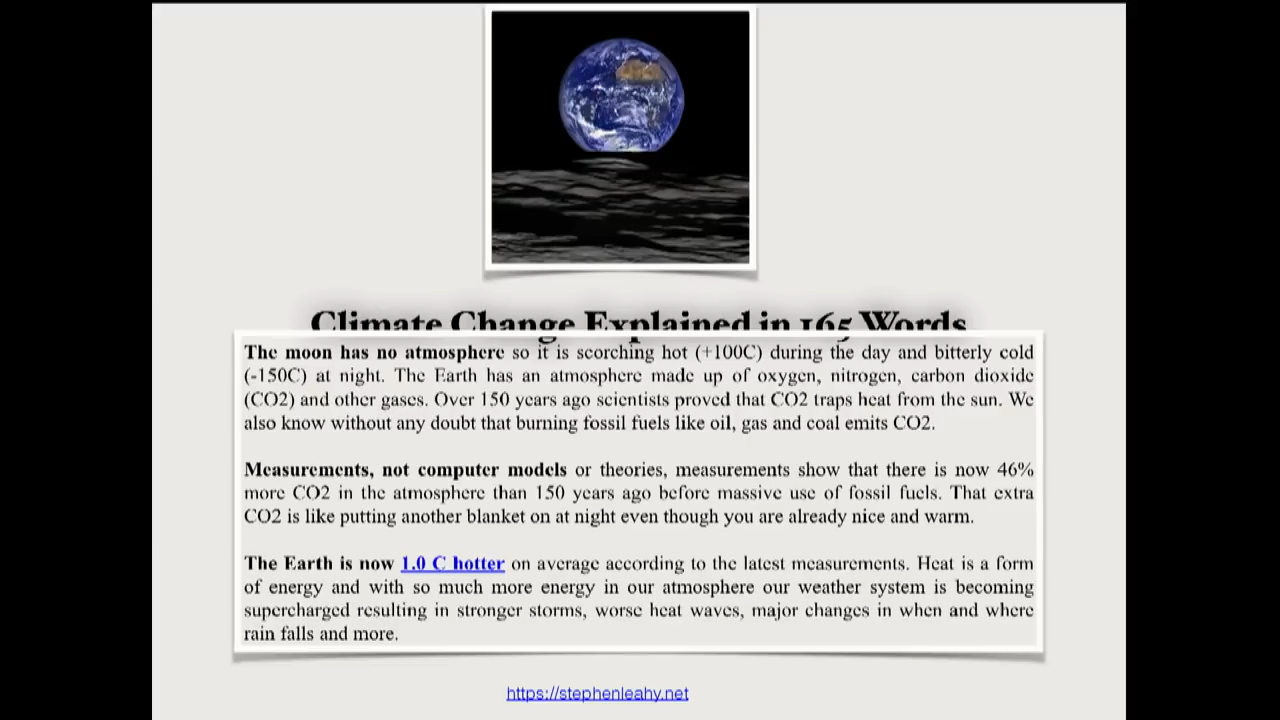 Climate Change Explained in 165 Words
The moon has no atmosphere so it is scorching hot (+100C) during the day and bitterly cold
(-150C) at night. The Earth has an atmosphere made up of oxygen, nitrogen, carbon dioxide
(CO2) and other gases. Over 150 years ago scientists proved that CO2 traps heat from the sun. We
also know without any doubt that burning fossil fuels like oil, gas and coal emits CO2.
Measurements, not computer models or theories, measurements show that there is now 46%
more CO2 in the atmosphere than 150 years ago before massive use of fossil fuels. That extra
CO2 is like putting another blanket on at night even though you are already nice and warm.
The Earth is now 1.0 C hotter on average according to the latest measurements. Heat is a form
of energy and with so much more energy in our atmosphere our weather system is becoming
supercharged resulting in stronger storms, worse heat waves, major changes in when and where
rain falls and more.
https://stephenleahy.net